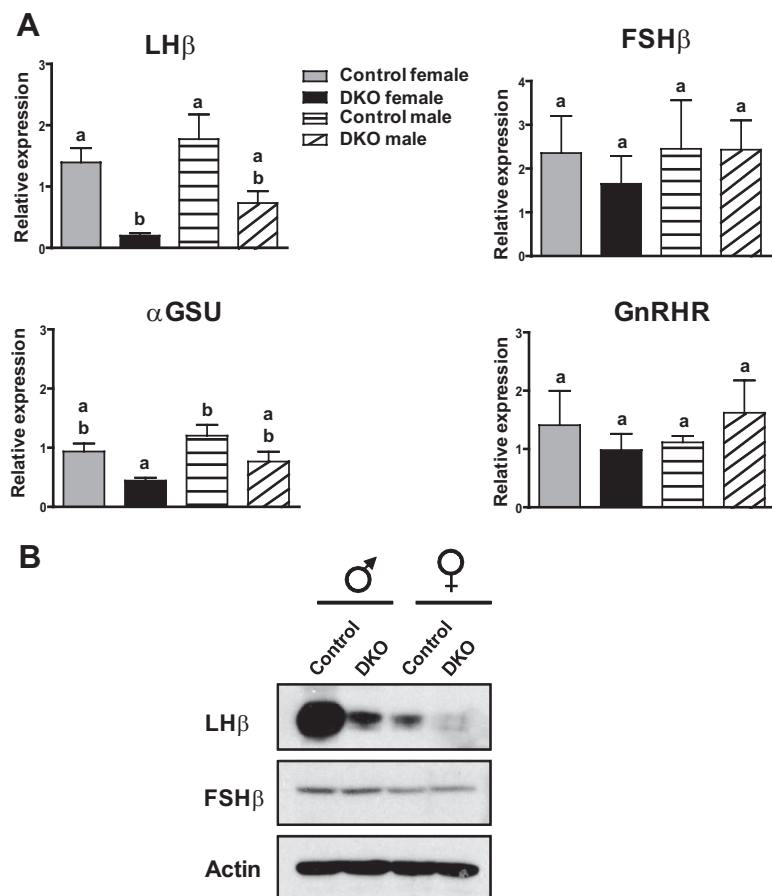 A
LHβ
Relative expression
3
2
1
0
a
b
a
a
b
Control female
DKO female
Control male
DKO male
FSHβ
Relative expression
4
3
2
1
0
a
a
a
a
αGSU
Relative expression
3
2
1
0
a
b
a
b
a
b
GnRHR
Relative expression
3
2
1
0
a
a
a
a
B
♂ ♀
Control DKO Control DKO
LHβ
FSHβ
Actin